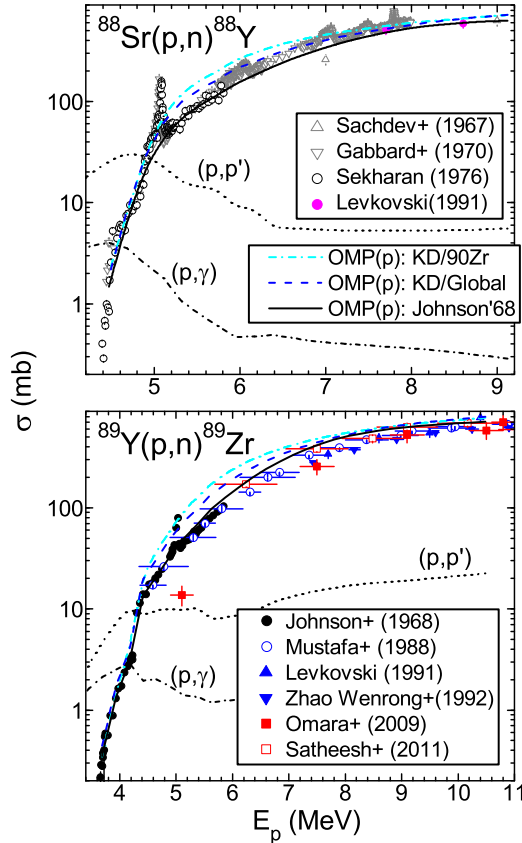 ⁸⁸Sr(p,n)⁸⁸Y
100
10
1
(p,p')
(p,γ)
Sachdev+ (1967)
Gabbard+ (1970)
Sekharan (1976)
Levkovski(1991)
OMP(p): KD/90Zr
OMP(p): KD/Global
OMP(p): Johnson'68
5 6 7 8 9
σ (mb)
⁸⁹Y(p,n)⁸⁹Zr
100
10
1
(p,p')
(p,γ)
Johnson+ (1968)
Mustafa+ (1988)
Levkovski (1991)
Zhao Wenrong+(1992)
Omara+ (2009)
Satheesh+ (2011)
4 5 6 7 8 9 10 11
Eₚ (MeV)